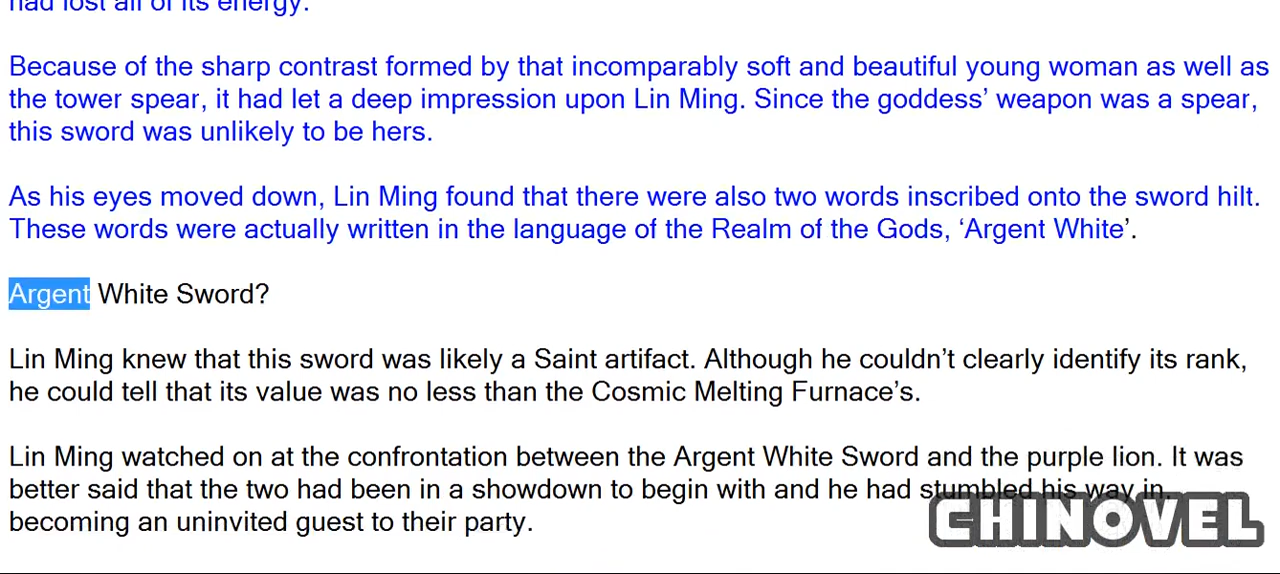 had lost all of its energy.
Because of the sharp contrast formed by that incomparably soft and beautiful young woman as well as
the tower spear, it had let a deep impression upon Lin Ming. Since the goddess’ weapon was a spear,
this sword was unlikely to be hers.
As his eyes moved down, Lin Ming found that there were also two words inscribed onto the sword hilt.
These words were actually written in the language of the Realm of the Gods, ‘Argent White’.
Argent White Sword?
Lin Ming knew that this sword was likely a Saint artifact. Although he couldn’t clearly identify its rank,
he could tell that its value was no less than the Cosmic Melting Furnace’s.
Lin Ming watched on at the confrontation between the Argent White Sword and the purple lion. It was
better said that the two had been in a showdown to begin with and he had stumbled his way in,
becoming an uninvited guest to their party.
CHINOVEL